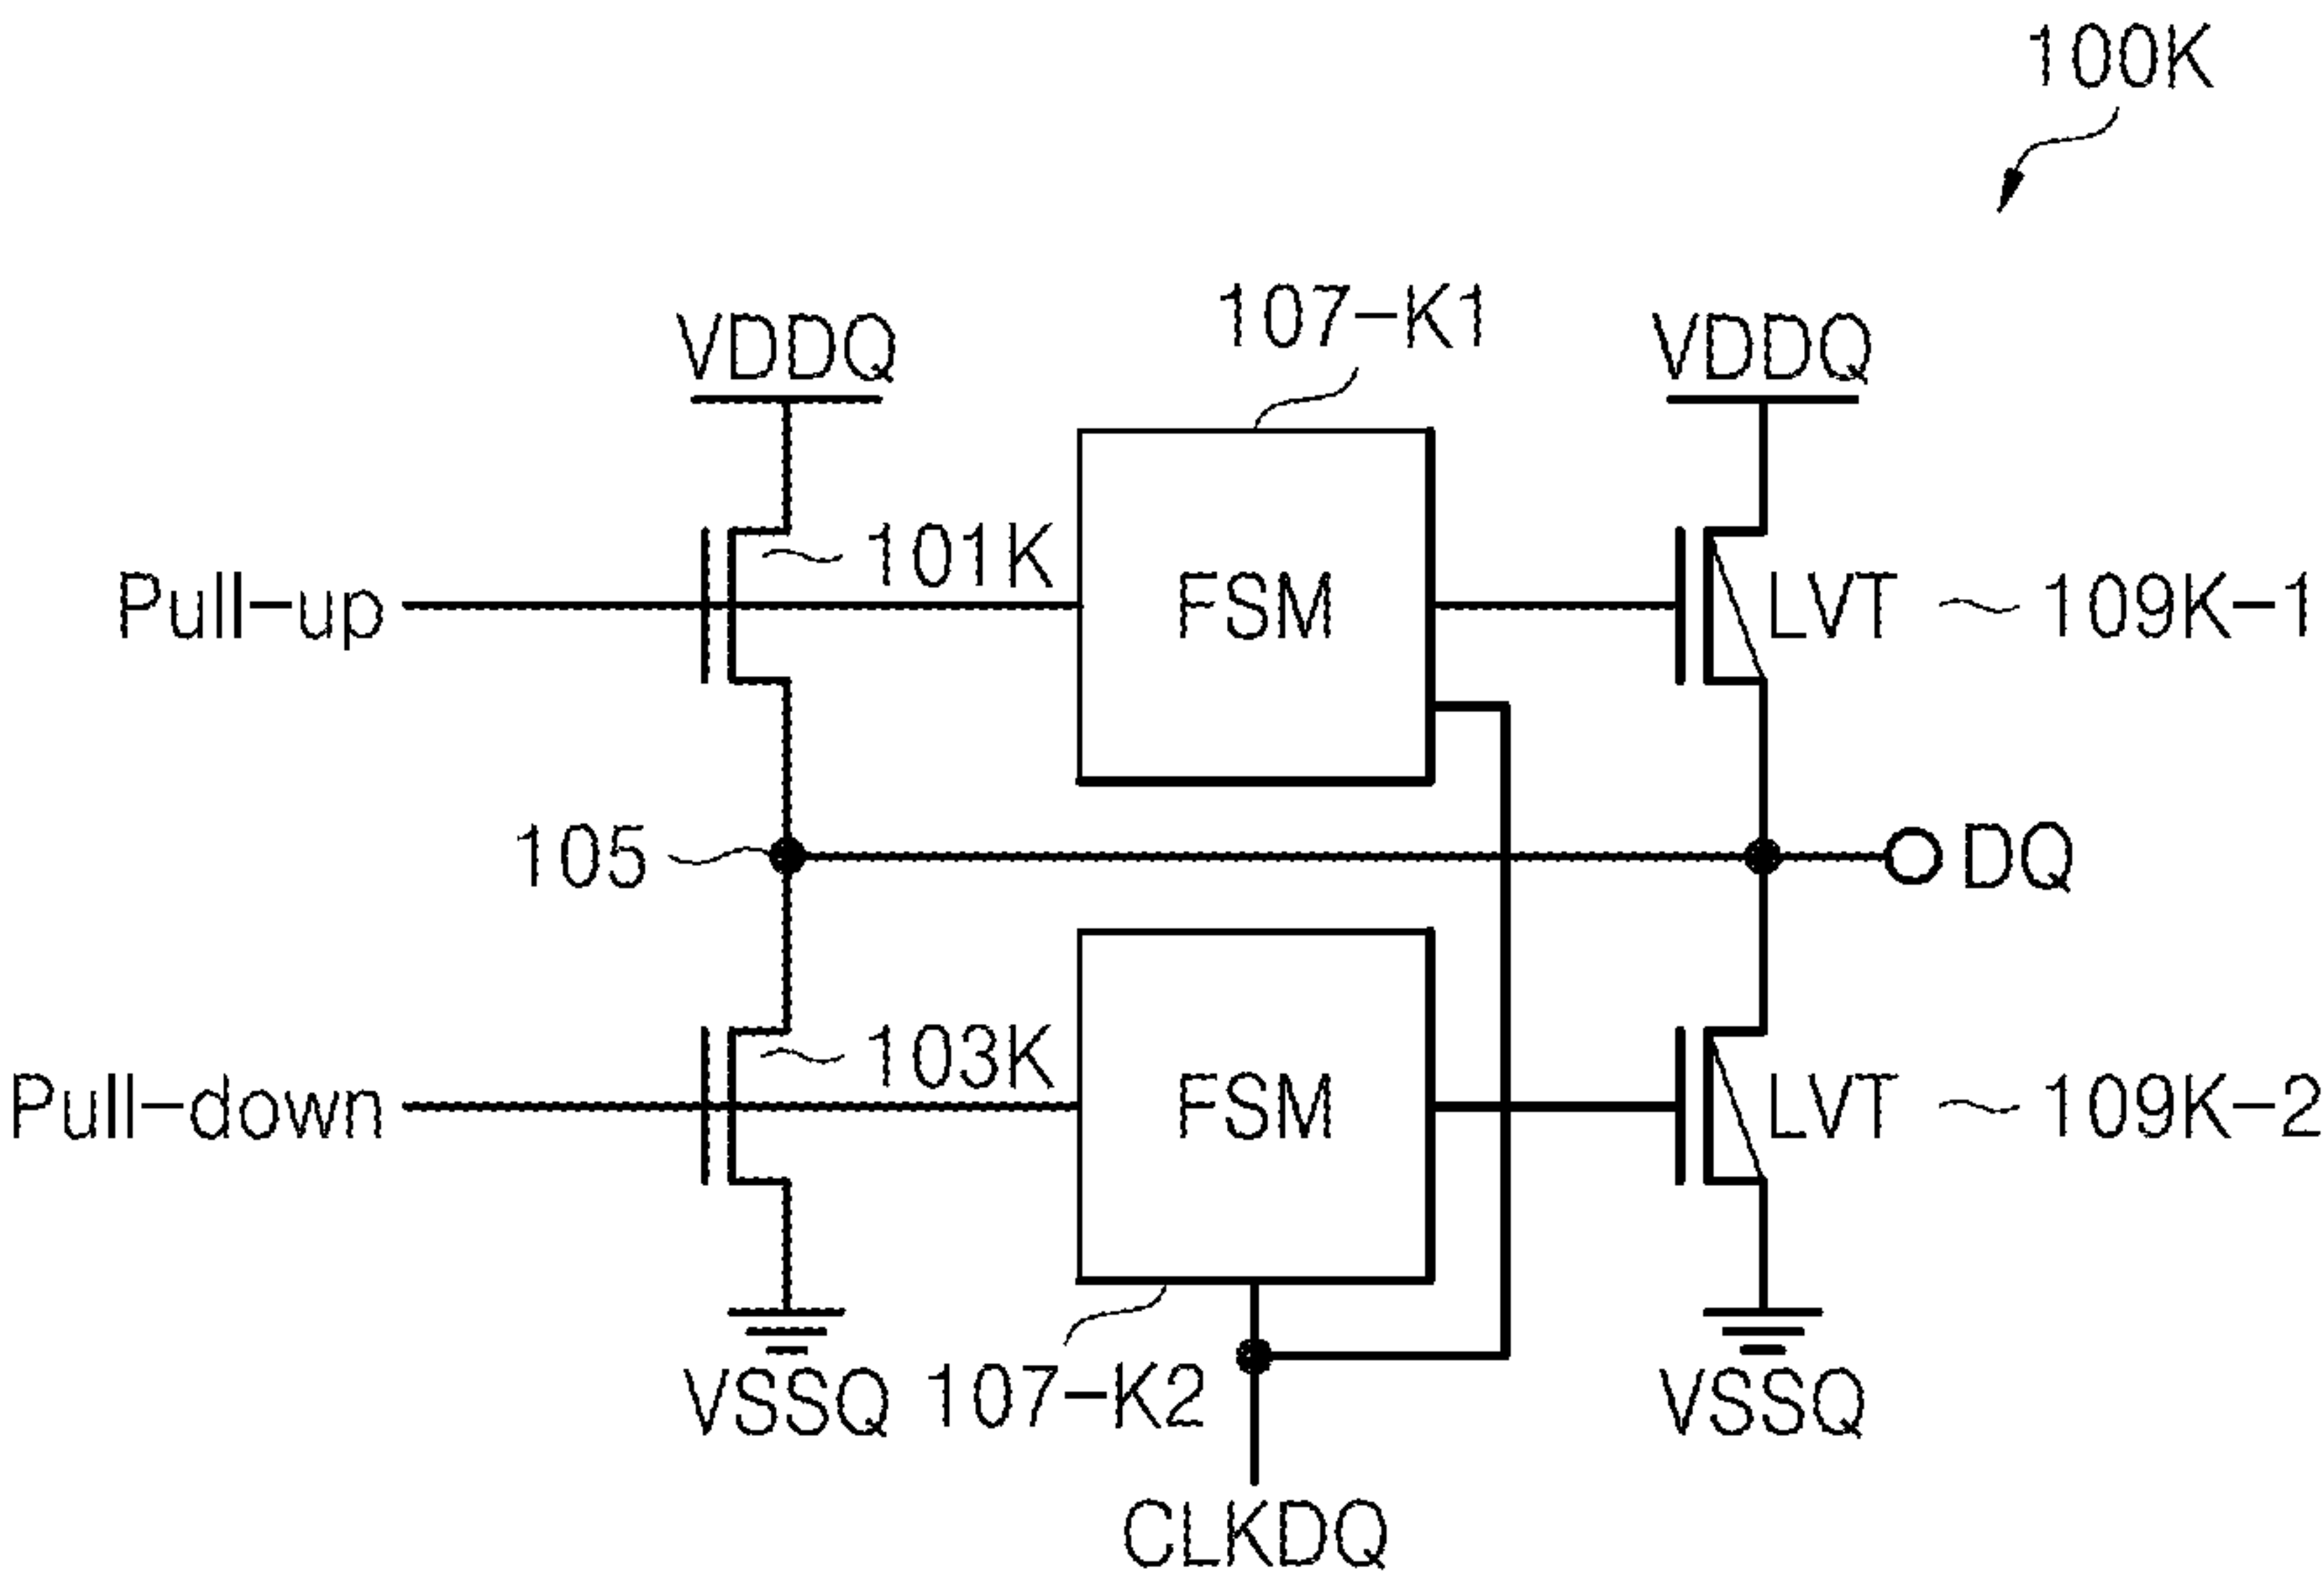 100K
107-K1
VDDQ
VDDQ
101K
Pull-up
FSM
LVT
109K-1
105
DQ
103K
Pull-down
FSM
LVT
109K-2
VSSQ
107-K2
VSSQ
CLKDQ